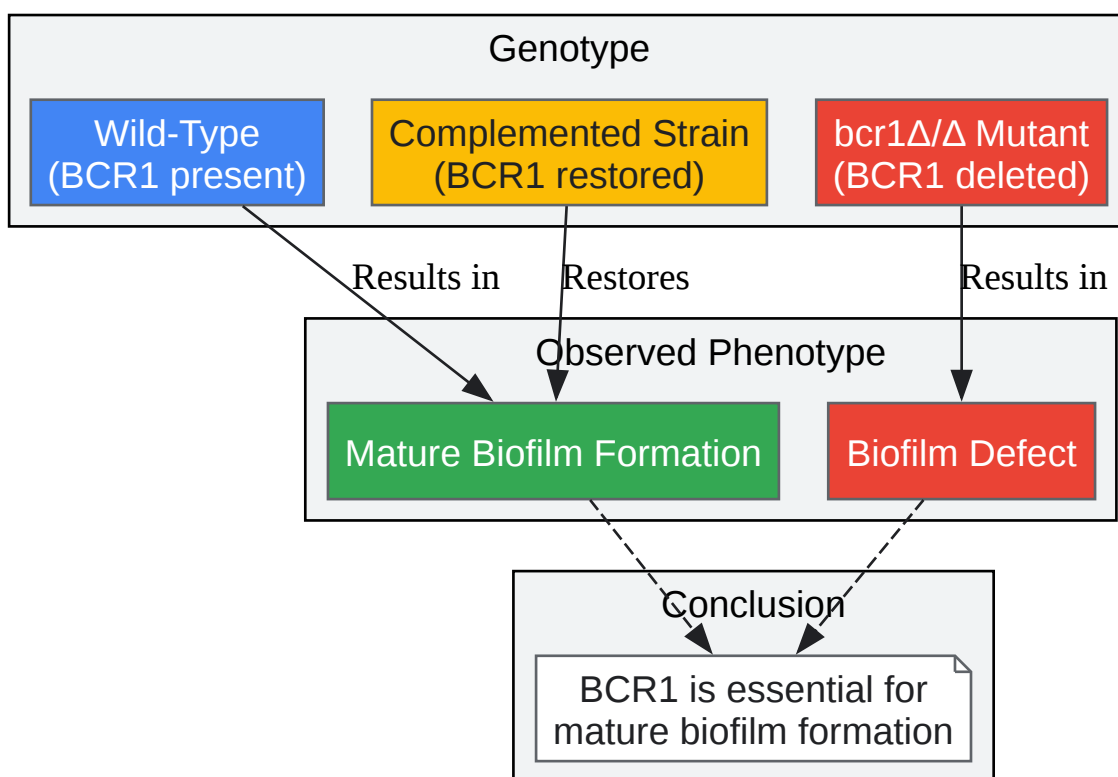 Genotype
Wild-Type
(BCR1 present)
Complemented Strain
(BCR1 restored)
bcr1Δ/Δ Mutant
(BCR1 deleted)
Results in
Restores
Results in
Observed Phenotype
Mature Biofilm Formation
Biofilm Defect
Conclusion
BCR1 is essential for
mature biofilm formation